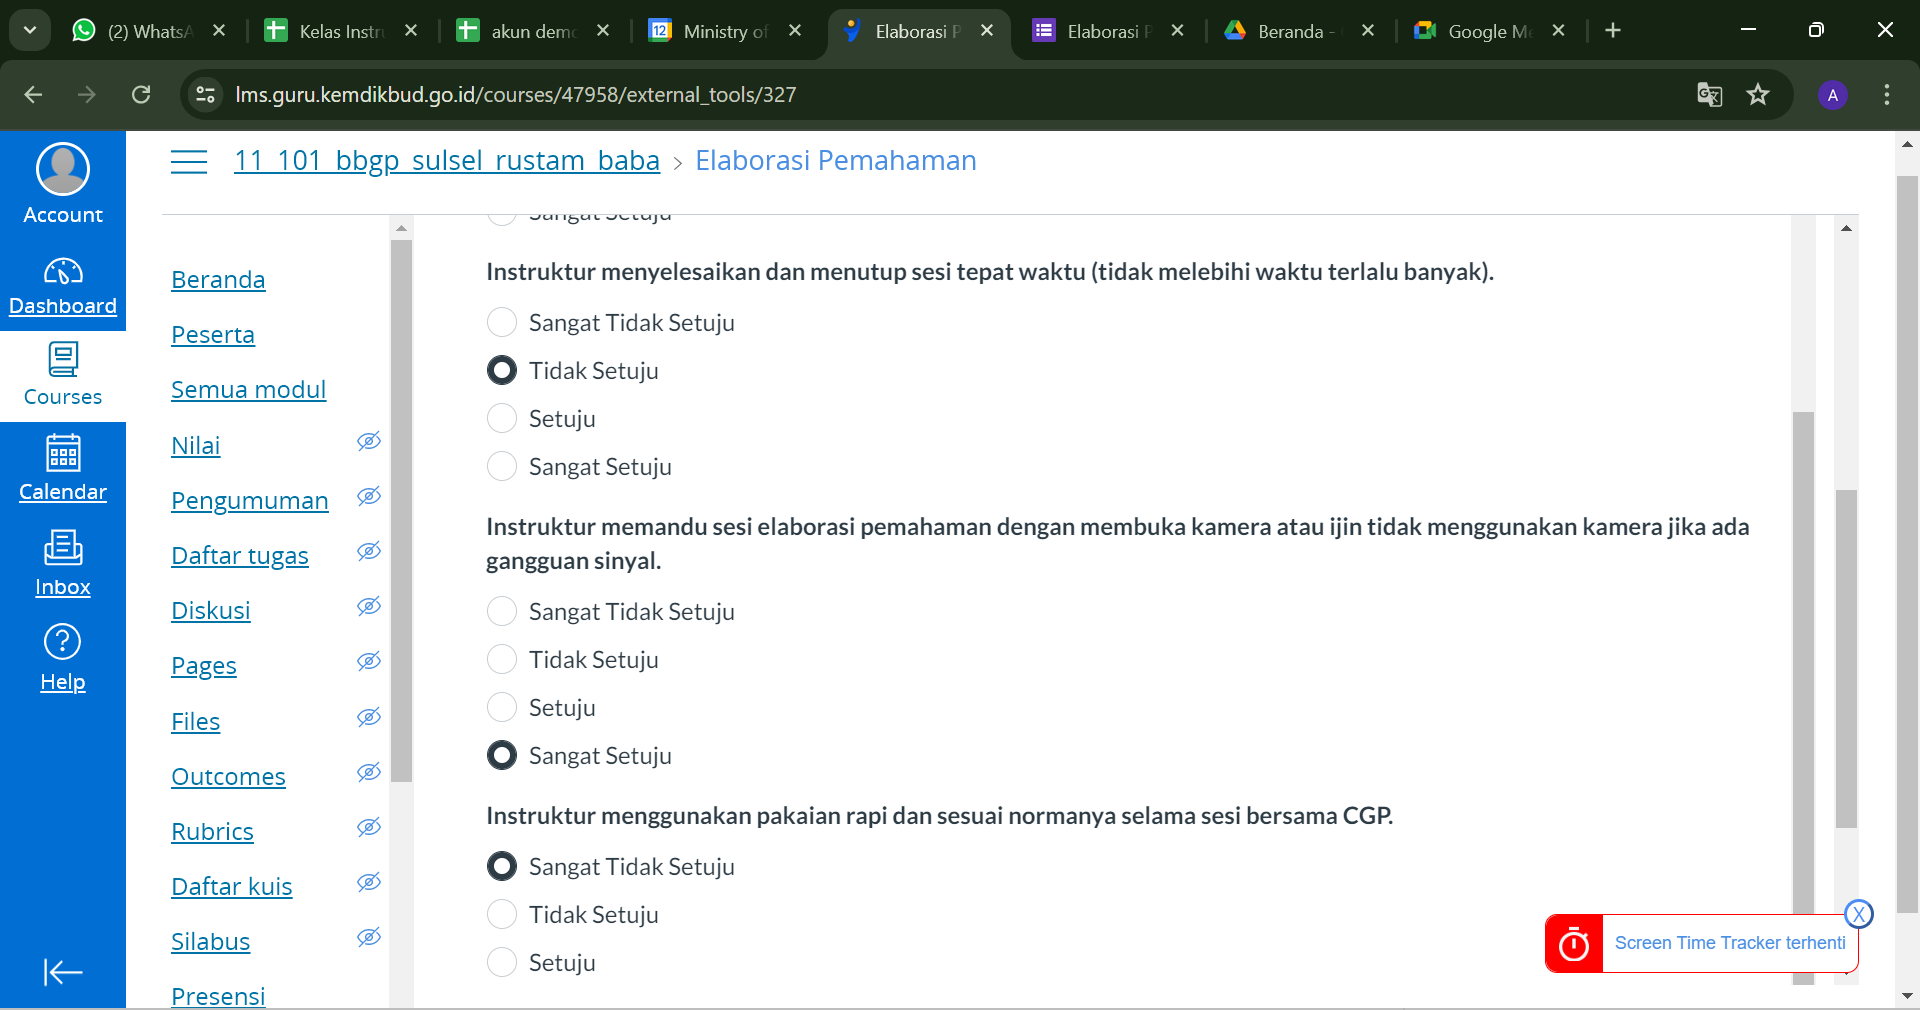 (2) WhatsA
Kelas Instru
akun demo
Ministry of
Elaborasi P
Elaborasi P
Beranda -
Google Me
lms.guru.kemdikbud.go.id/courses/47958/external_tools/327
A
Account
Dashboard
Courses
Calendar
Inbox
Help
11_101_bbgp_sulsel_rustam_baba > Elaborasi Pemahaman
Beranda
Peserta
Semua modul
Nilai
Pengumuman
Daftar tugas
Diskusi
Pages
Files
Outcomes
Rubrics
Daftar kuis
Silabus
Presensi
Sangat Setuju
Instruktur menyelesaikan dan menutup sesi tepat waktu (tidak melebihi waktu terlalu banyak).
Sangat Tidak Setuju
Tidak Setuju
Setuju
Sangat Setuju
Instruktur memandu sesi elaborasi pemahaman dengan membuka kamera atau ijin tidak menggunakan kamera jika ada
gangguan sinyal.
Sangat Tidak Setuju
Tidak Setuju
Setuju
Sangat Setuju
Instruktur menggunakan pakaian rapi dan sesuai normanya selama sesi bersama CGP.
Sangat Tidak Setuju
Tidak Setuju
Setuju
X
Screen Time Tracker terhenti